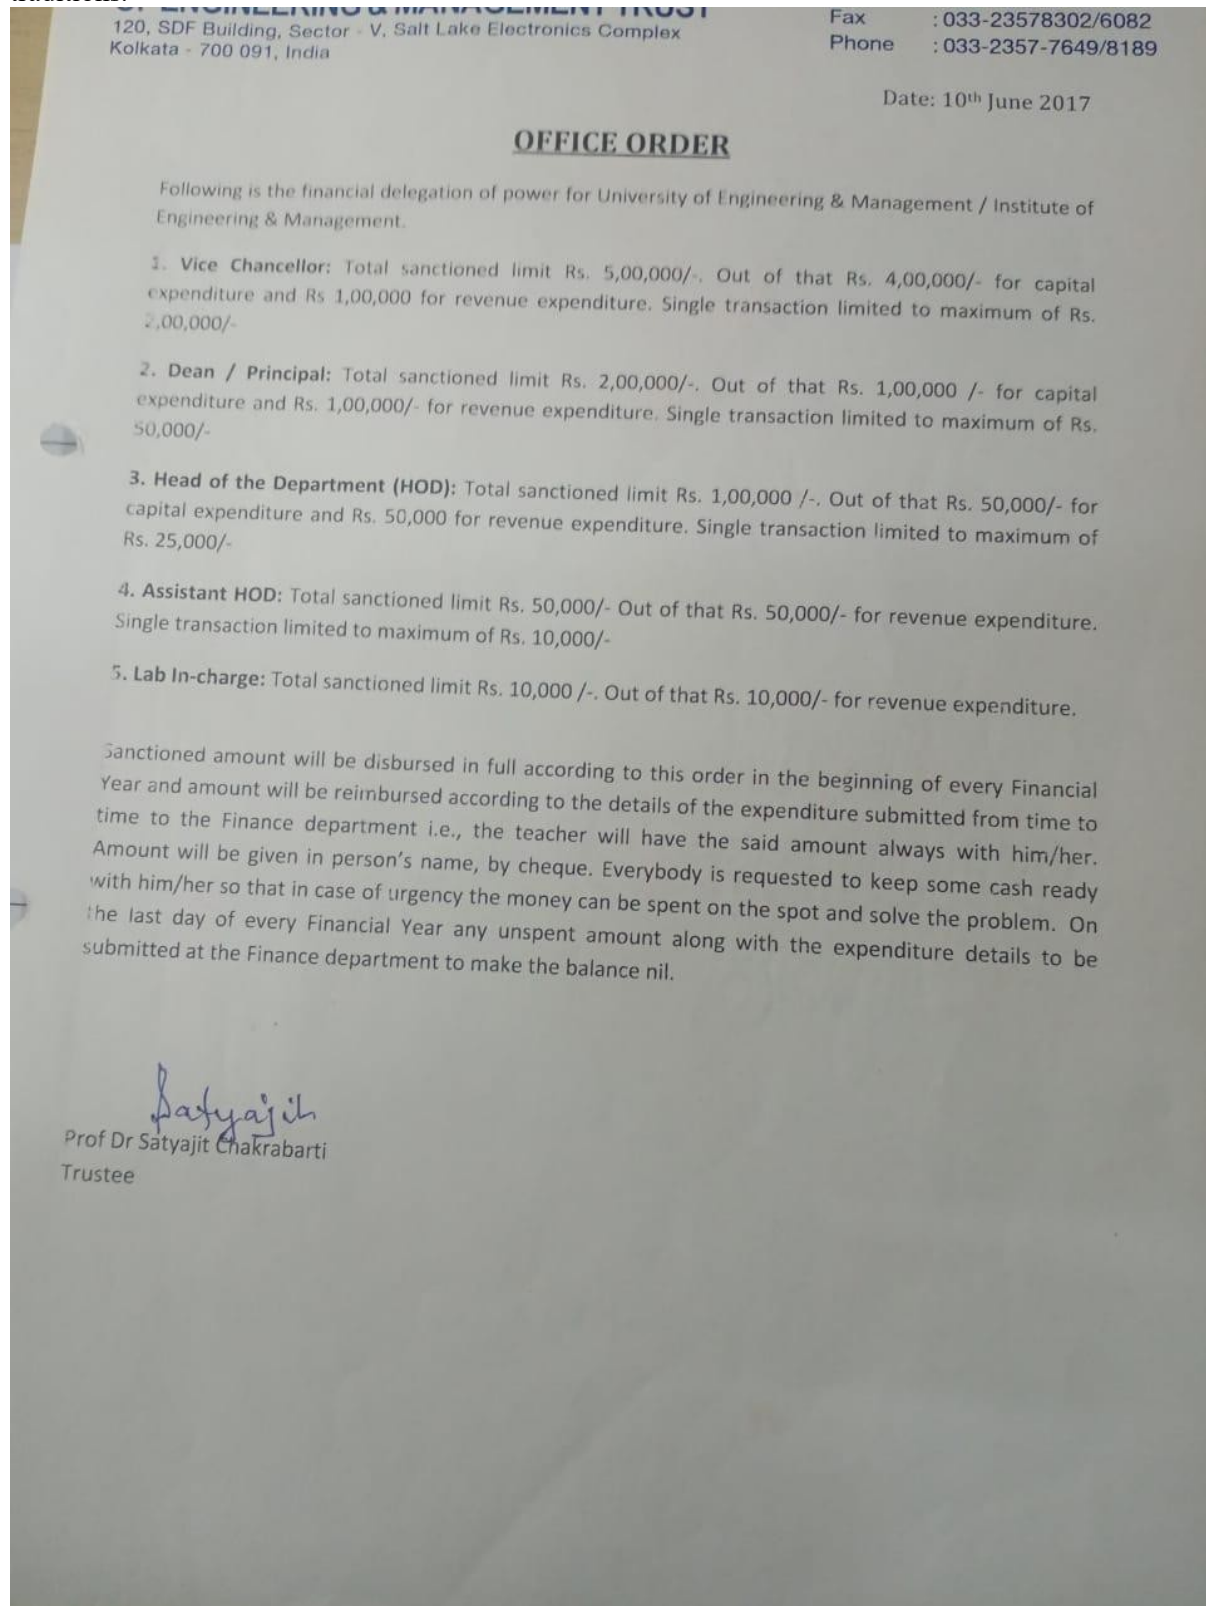 OF ENGINEERING & MANAGEMENT TRUST
120, SDF Building, Sector - V, Salt Lake Electronics Complex
Kolkata - 700 091, India
Fax : 033-23578302/6082
Phone : 033-2357-7649/8189
Date: 10th June 2017
OFFICE ORDER
Following is the financial delegation of power for University of Engineering & Management / Institute of
Engineering & Management.
1. Vice Chancellor: Total sanctioned limit Rs. 5,00,000/-. Out of that Rs. 4,00,000/- for capital
expenditure and Rs 1,00,000 for revenue expenditure. Single transaction limited to maximum of Rs.
2,00,000/-
2. Dean / Principal: Total sanctioned limit Rs. 2,00,000/-. Out of that Rs. 1,00,000 /- for capital
expenditure and Rs. 1,00,000/- for revenue expenditure. Single transaction limited to maximum of Rs.
50,000/-
3. Head of the Department (HOD): Total sanctioned limit Rs. 1,00,000 /-. Out of that Rs. 50,000/- for
capital expenditure and Rs. 50,000 for revenue expenditure. Single transaction limited to maximum of
Rs. 25,000/-
4. Assistant HOD: Total sanctioned limit Rs. 50,000/- Out of that Rs. 50,000/- for revenue expenditure.
Single transaction limited to maximum of Rs. 10,000/-
5. Lab In-charge: Total sanctioned limit Rs. 10,000 /-. Out of that Rs. 10,000/- for revenue expenditure.
Sanctioned amount will be disbursed in full according to this order in the beginning of every Financial
Year and amount will be reimbursed according to the details of the expenditure submitted from time to
time to the Finance department i.e., the teacher will have the said amount always with him/her.
Amount will be given in person's name, by cheque. Everybody is requested to keep some cash ready
with him/her so that in case of urgency the money can be spent on the spot and solve the problem. On
the last day of every Financial Year any unspent amount along with the expenditure details to be
submitted at the Finance department to make the balance nil.
Satyajit
Prof Dr Satyajit Chakrabarti
Trustee